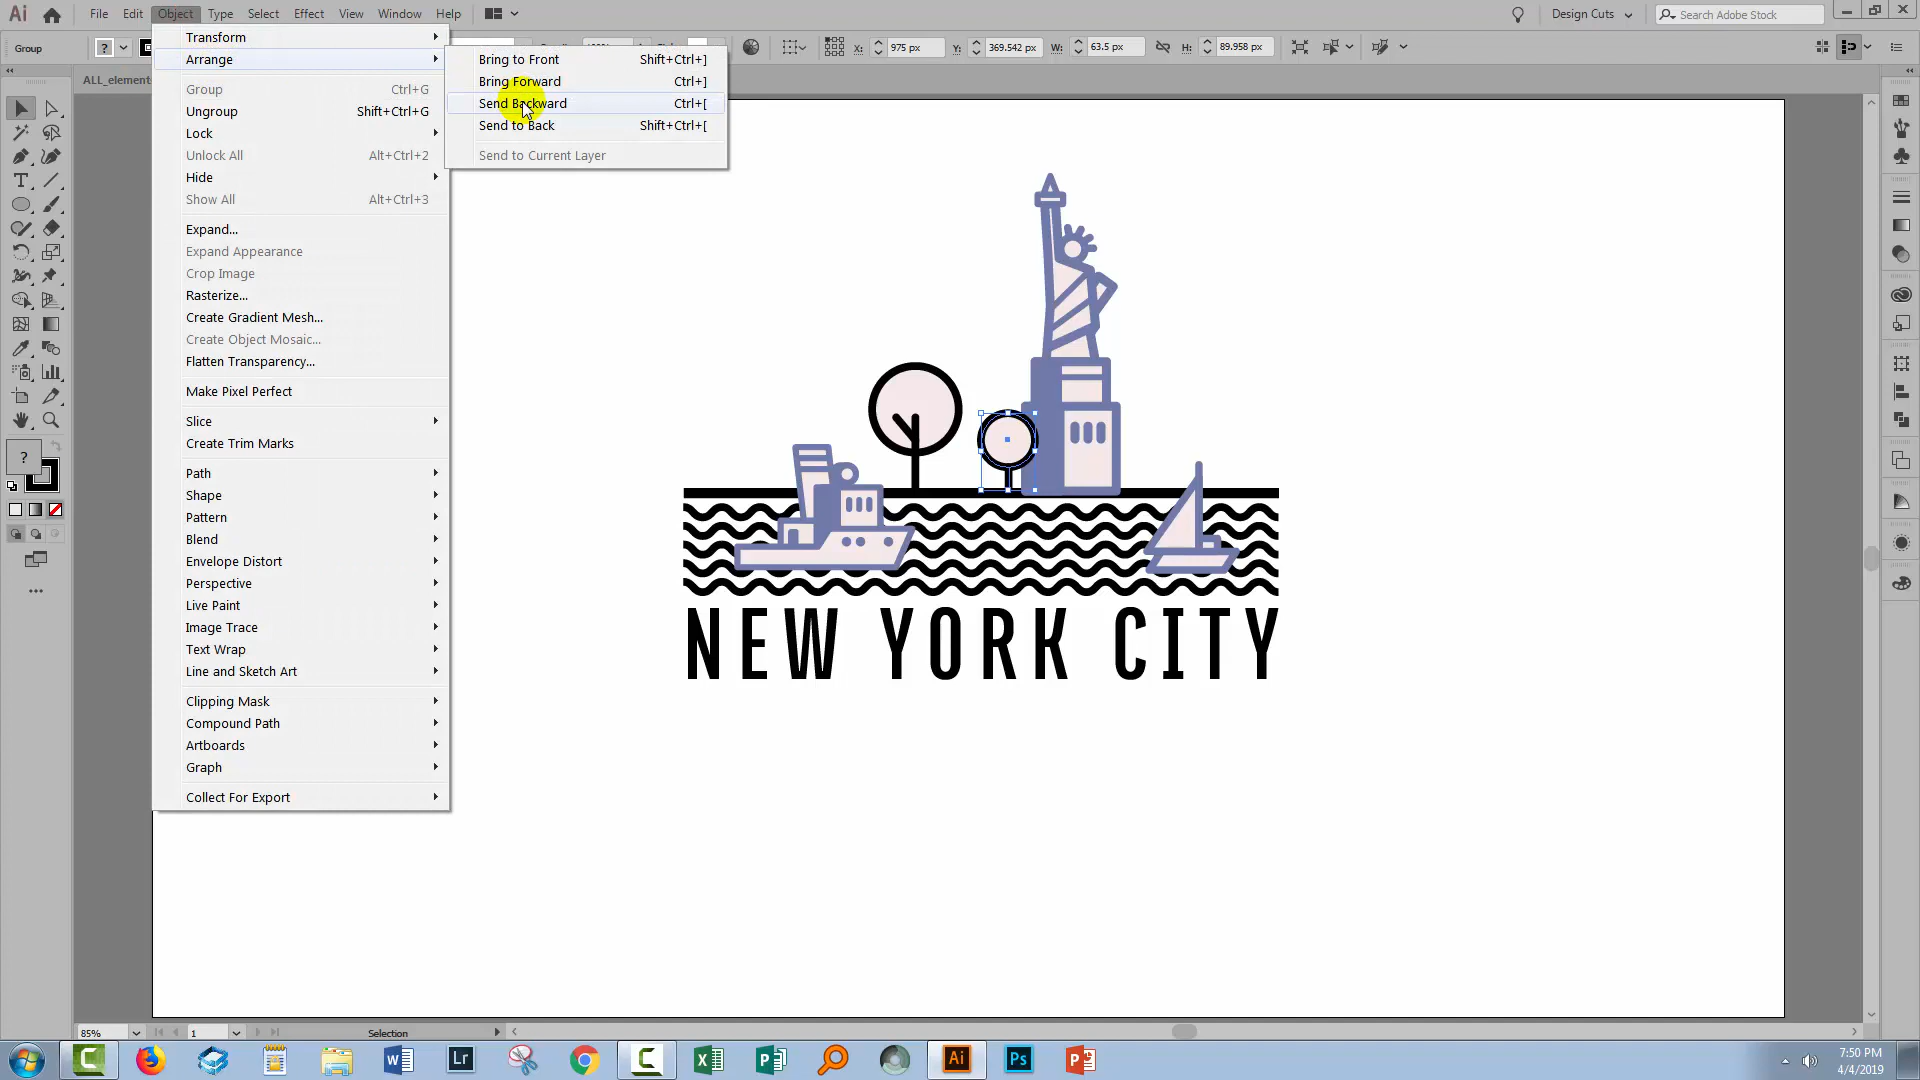 Ai File Edit Object Type Select Effect View Window Help Design Cuts Search Adobe Stock
Group ? X: 975 px Y: 369.542 px W: 63.5 px H: 89.958 px
ALL_element
Transform
Arrange
Group Ctrl+G
Ungroup Shift+Ctrl+G
Lock
Unlock All Alt+Ctrl+2
Hide
Show All Alt+Ctrl+3
Expand...
Expand Appearance
Crop Image
Rasterize...
Create Gradient Mesh...
Create Object Mosaic...
Flatten Transparency...
Make Pixel Perfect
Slice
Create Trim Marks
Path
Shape
Pattern
Blend
Envelope Distort
Perspective
Live Paint
Image Trace
Text Wrap
Line and Sketch Art
Clipping Mask
Compound Path
Artboards
Graph
Collect For Export
Bring to Front Shift+Ctrl+]
Bring Forward Ctrl+]
Send Backward Ctrl+[
Send to Back Shift+Ctrl+[
Send to Current Layer
?
NEW YORK CITY
85% 1 Selection
W Lr X P Ai Ps P
7:50 PM
4/4/2019